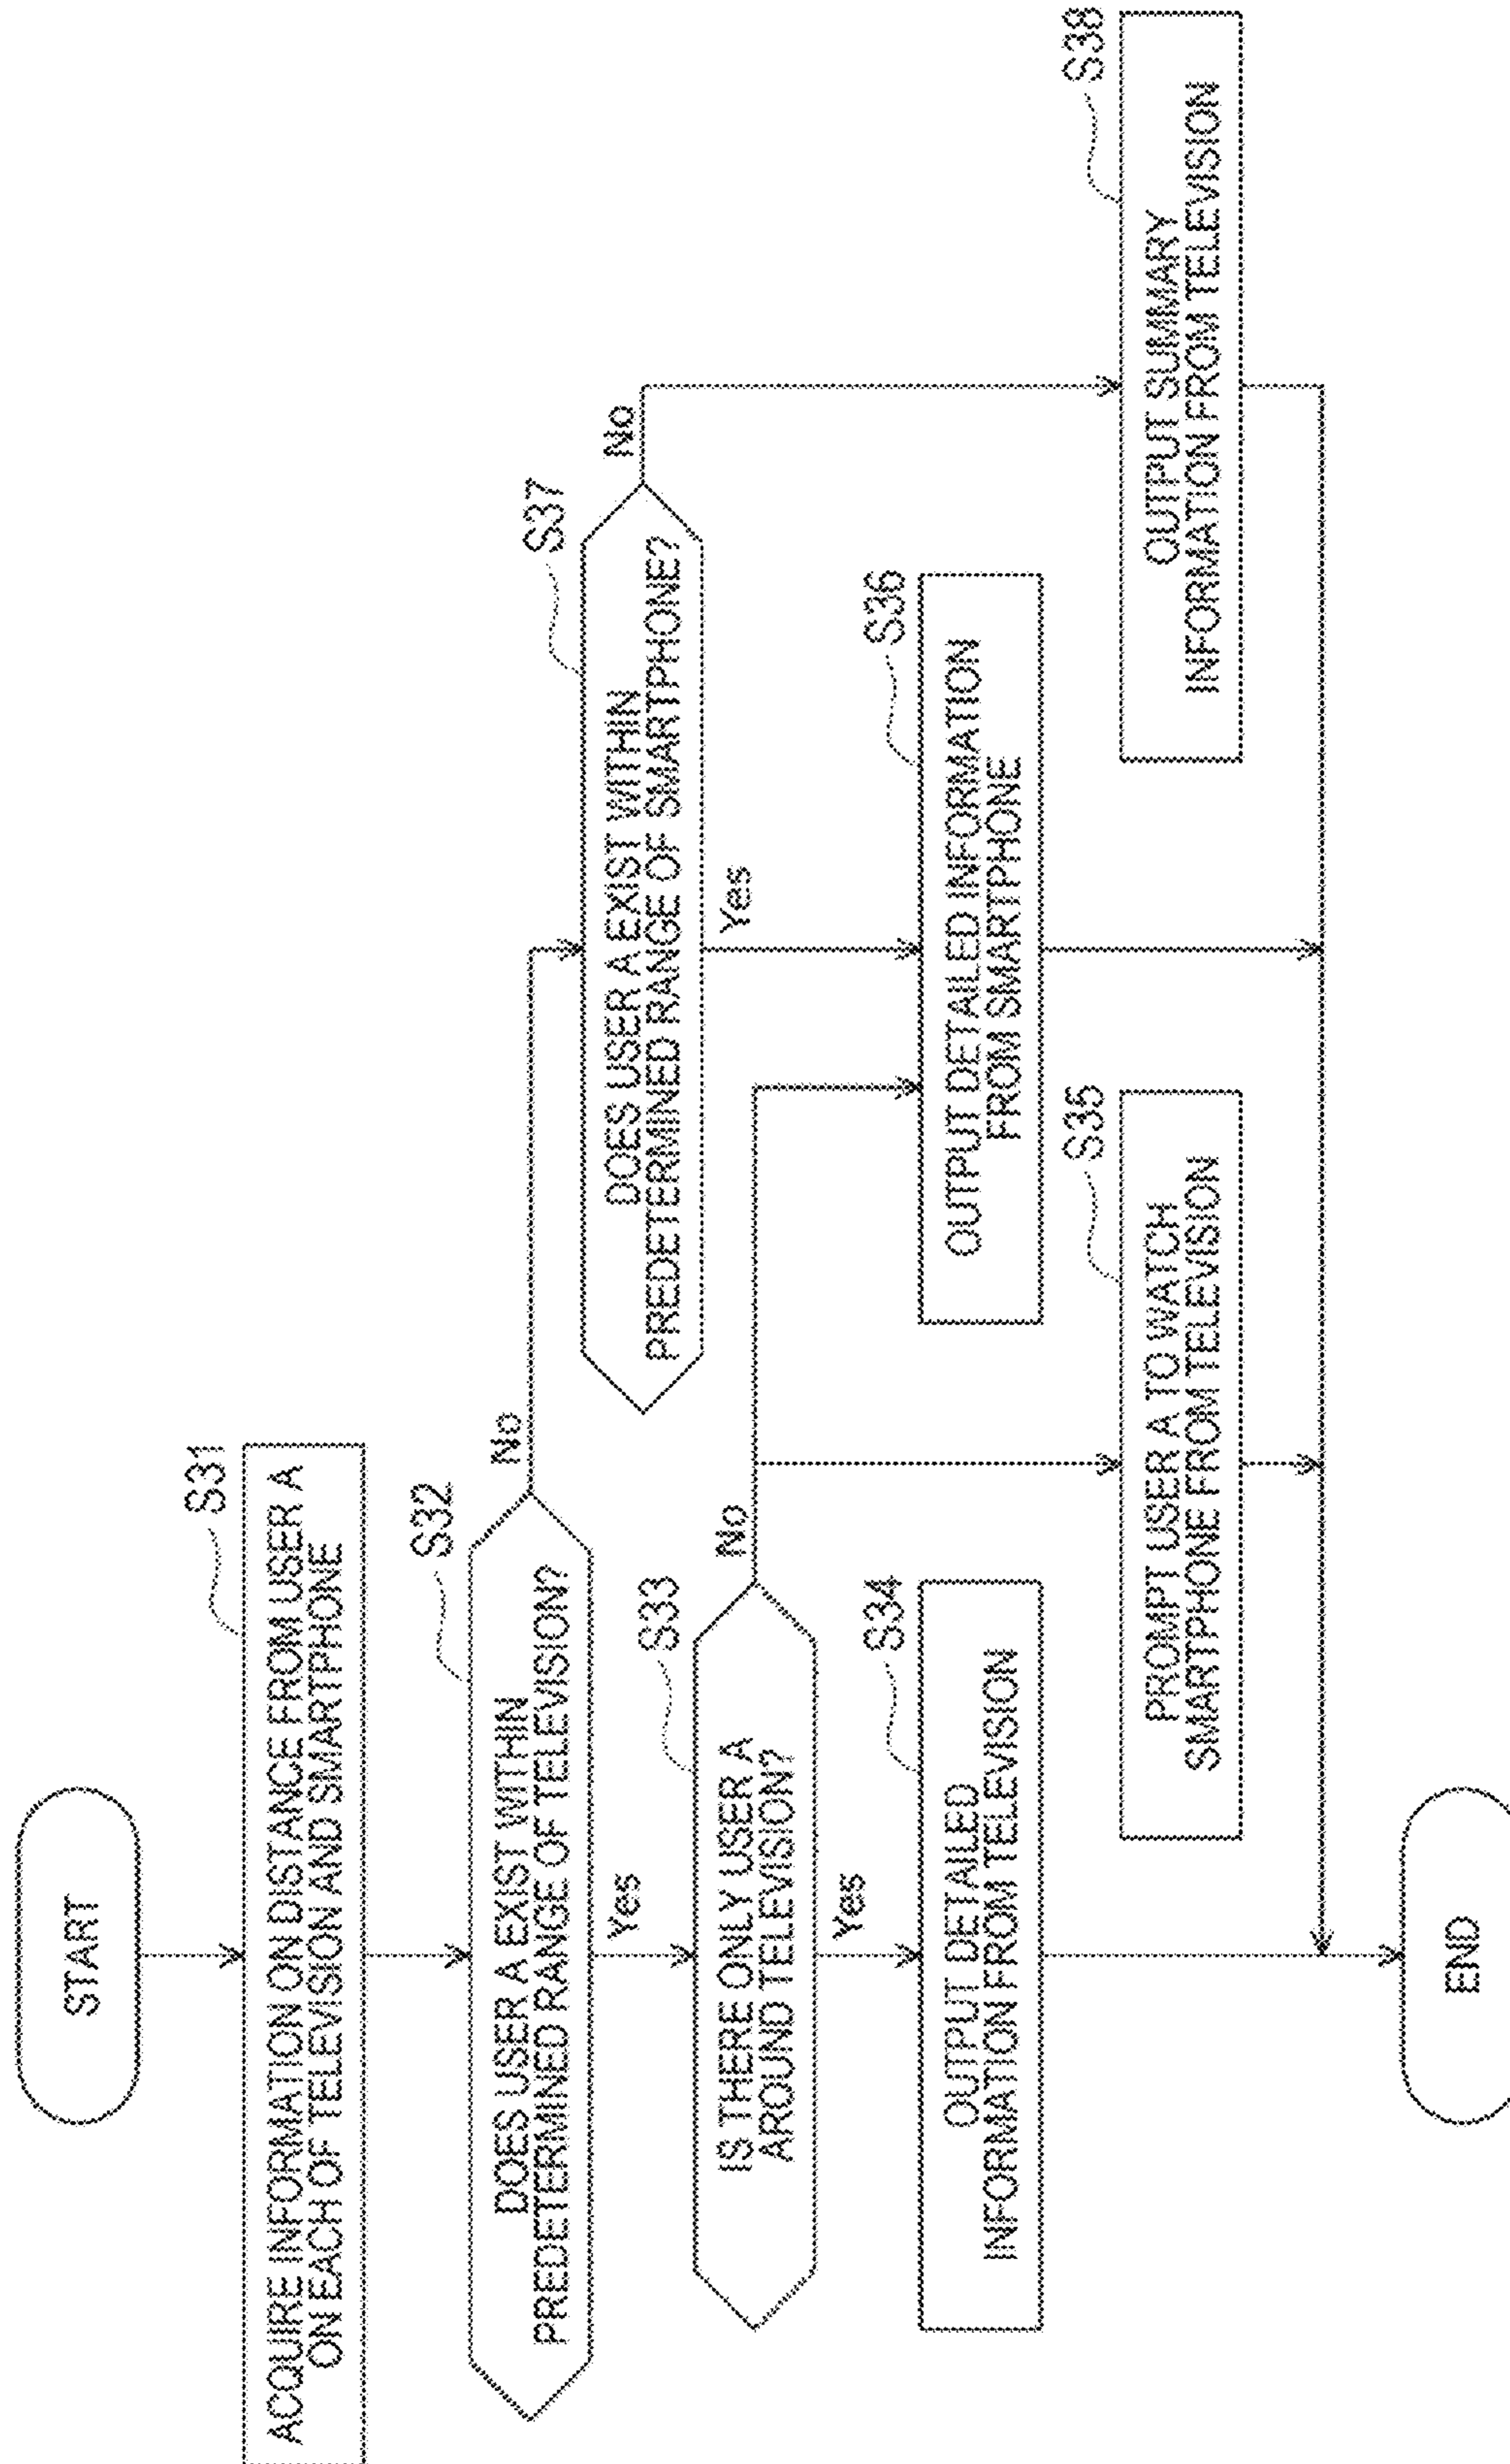 START
S31
ACQUIRE INFORMATION ON DISTANCE FROM USER A
ON EACH OF TELEVISION AND SMARTPHONE
S32
DOES USER A EXIST WITHIN
PREDETERMINED RANGE OF TELEVISION?
No
Yes
S33
IS THERE ONLY USER A
AROUND TELEVISION?
No
Yes
S34
OUTPUT DETAILED
INFORMATION FROM TELEVISION
S35
PROMPT USER A TO WATCH
SMARTPHONE FROM TELEVISION
S37
DOES USER A EXIST WITHIN
PREDETERMINED RANGE OF SMARTPHONE?
No
Yes
S36
OUTPUT DETAILED INFORMATION
FROM SMARTPHONE
S38
OUTPUT SUMMARY
INFORMATION FROM TELEVISION
END